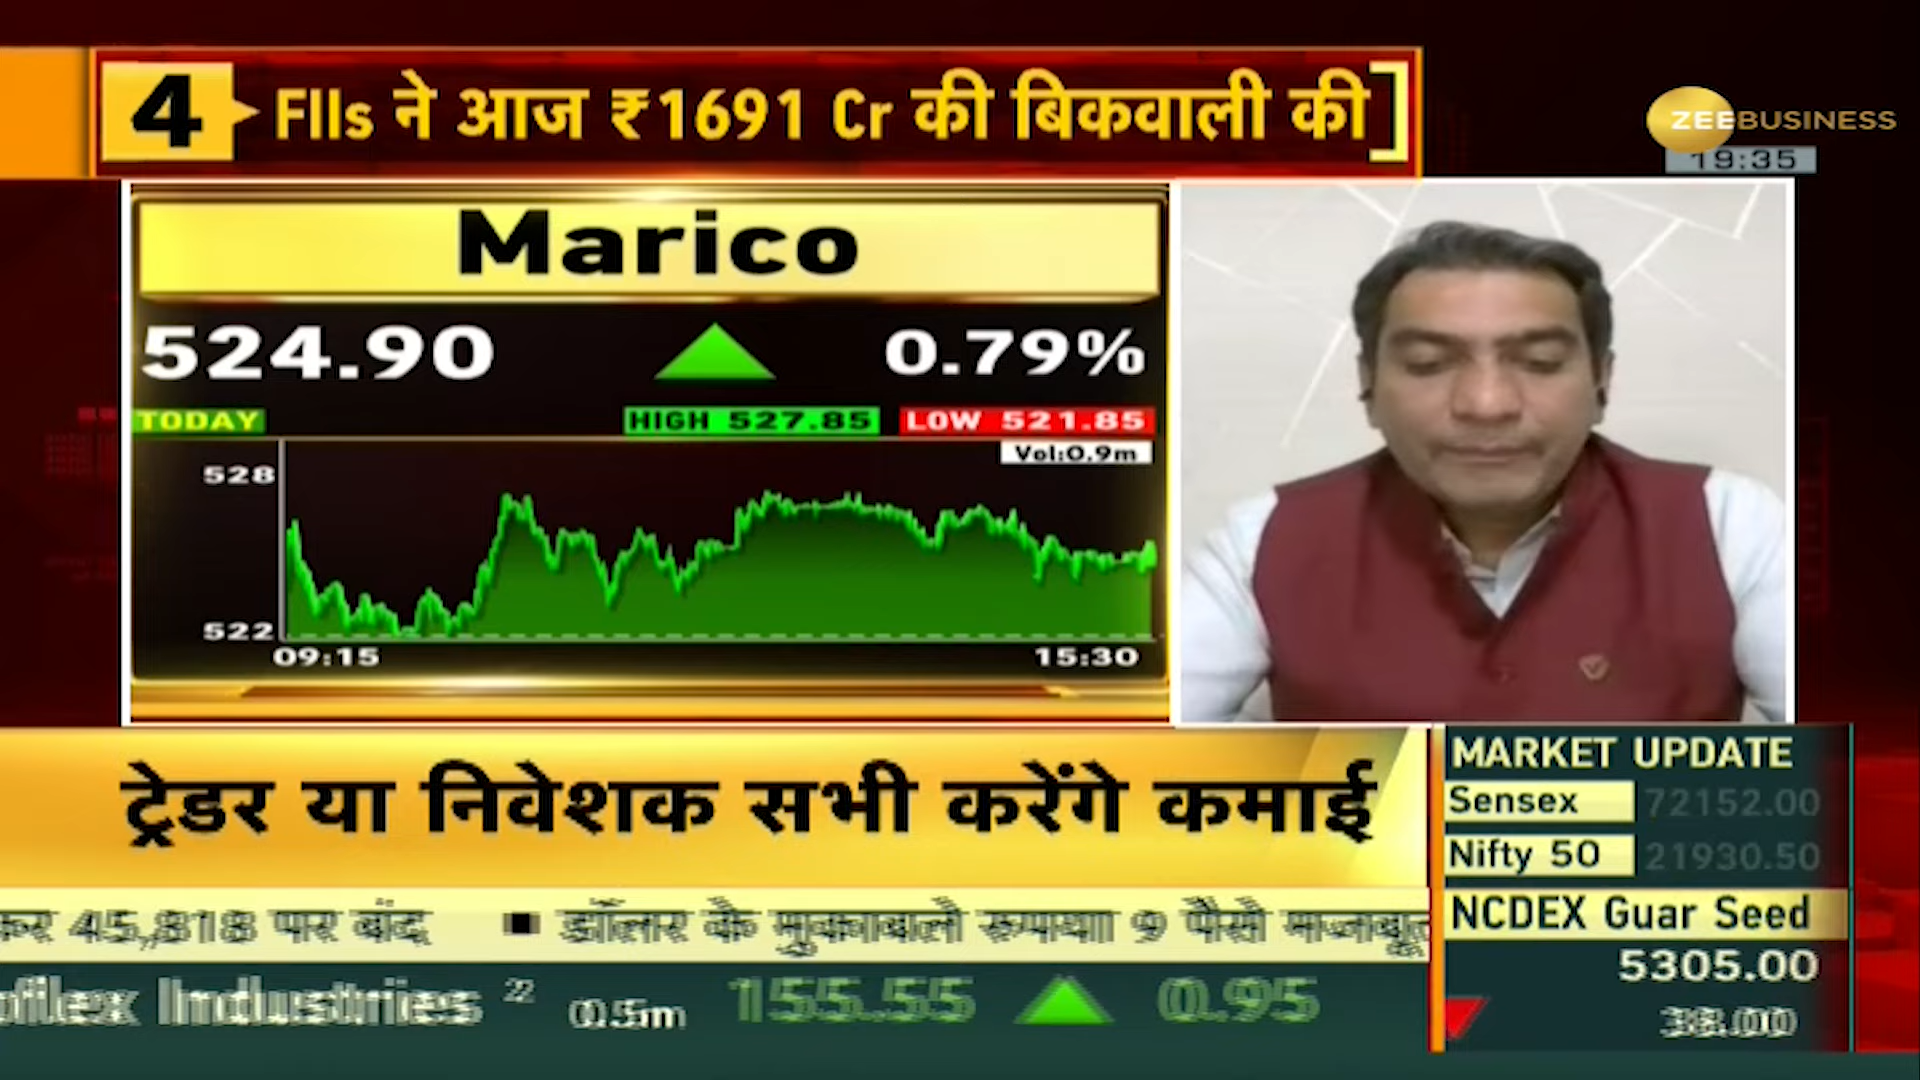 4 FIIs ने आज ₹1691 Cr की बिकवाली की
ZEEBUSINESS
19:35
Marico
524.90 0.79%
TODAY HIGH 527.85 LOW 521.85
Vol:0.9m
528
522
09:15 15:30
ट्रेडर या निवेशक सभी करेंगे कमाई
MARKET UPDATE
Sensex 72152.00
Nifty 50 21930.50
NCDEX Guar Seed
5305.00
38.00
45,818 पर बंद ■ डॉलर के मुकाबले रुपया 9 पैसे मजबूत
Industries 0.5m 155.55 0.95